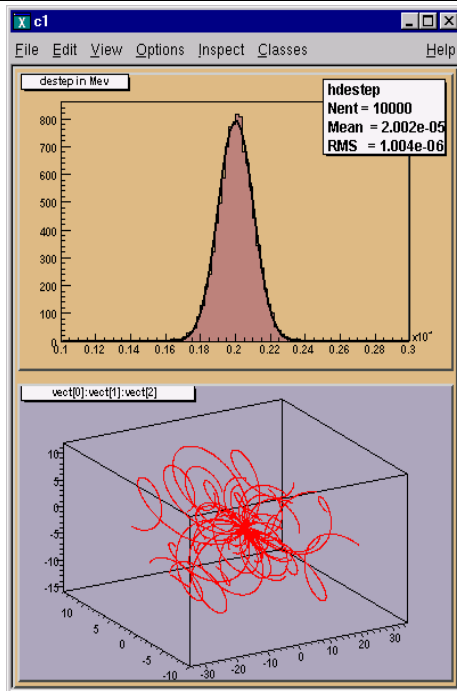 c1
File Edit View Options Inspect Classes Help
destep in Mev
hdestep
Nent = 10000
Mean = 2.002e-05
RMS = 1.004e-06
800
700
600
500
400
300
200
100
0
0.1 0.12 0.14 0.16 0.18 0.2 0.22 0.24 0.26 0.28 0.3
vect[0]:vect[1]:vect[2]
10
5
0
-5
-10
-15
10
5
0
-5
-10
-30 -20 -10 0 10 20 30